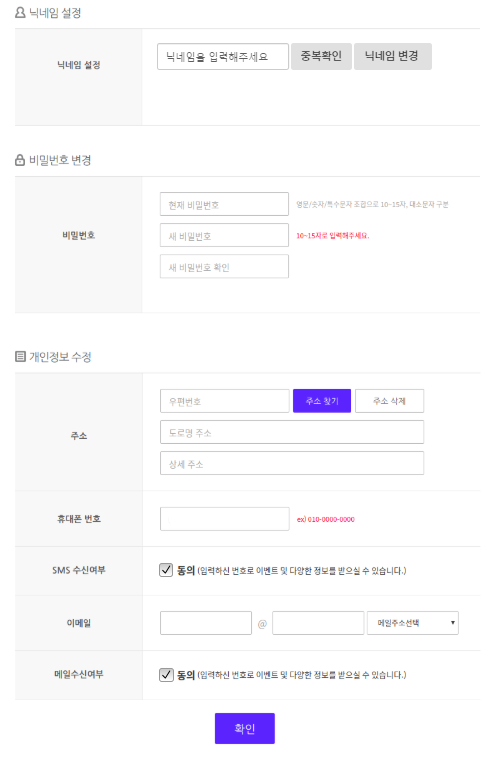 닉네임 설정
닉네임 설정
닉네임을 입력해주세요 중복확인 닉네임 변경
비밀번호 변경
비밀번호
현재 비밀번호 영문/숫자/특수문자 조합으로 10~15자, 대소문자 구분
새 비밀번호 10~15자로 입력해주세요.
새 비밀번호 확인
개인정보 수정
주소
우편번호 주소 찾기 주소 삭제
도로명 주소
상세 주소
휴대폰 번호 ex) 010-0000-0000
SMS 수신여부 동의 (입력하신 번호로 이벤트 및 다양한 정보를 받으실 수 있습니다.)
이메일 @ 메일주소선택
메일수신여부 동의 (입력하신 번호로 이벤트 및 다양한 정보를 받으실 수 있습니다.)
확인